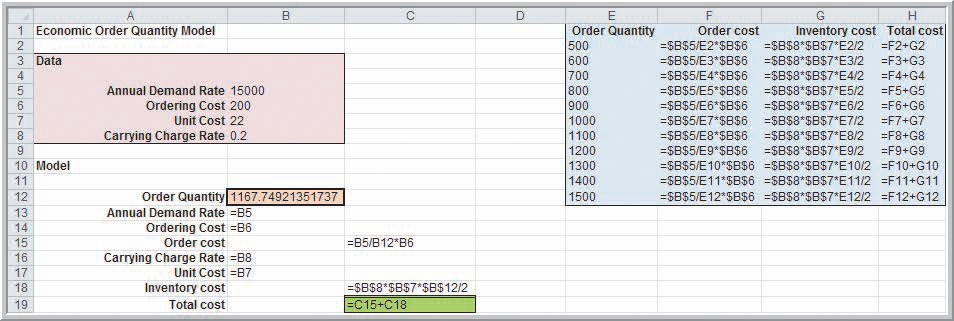 A B C D E F G H
1 Economic Order Quantity Model Order Quantity Order cost Inventory cost Total cost
2 500 =$B$5/E2*$B$6 =$B$8*$B$7*E2/2 =F2+G2
3 Data 600 =$B$5/E3*$B$6 =$B$8*$B$7*E3/2 =F3+G3
4 700 =$B$5/E4*$B$6 =$B$8*$B$7*E4/2 =F4+G4
5 Annual Demand Rate 15000 800 =$B$5/E5*$B$6 =$B$8*$B$7*E5/2 =F5+G5
6 Ordering Cost 200 900 =$B$5/E6*$B$6 =$B$8*$B$7*E6/2 =F6+G6
7 Unit Cost 22 1000 =$B$5/E7*$B$6 =$B$8*$B$7*E7/2 =F7+G7
8 Carrying Charge Rate 0.2 1100 =$B$5/E8*$B$6 =$B$8*$B$7*E8/2 =F8+G8
9 1200 =$B$5/E9*$B$6 =$B$8*$B$7*E9/2 =F9+G9
10 Model 1300 =$B$5/E10*$B$6 =$B$8*$B$7*E10/2 =F10+G10
11 1400 =$B$5/E11*$B$6 =$B$8*$B$7*E11/2 =F11+G11
12 Order Quantity 1167.74921351737 1500 =$B$5/E12*$B$6 =$B$8*$B$7*E12/2 =F12+G12
13 Annual Demand Rate =B5
14 Ordering Cost =B6
15 Order cost =B5/B12*B6
16 Carrying Charge Rate =B8
17 Unit Cost =B7
18 Inventory cost =$B$8*$B$7*$B$12/2
19 Total cost =C15+C18